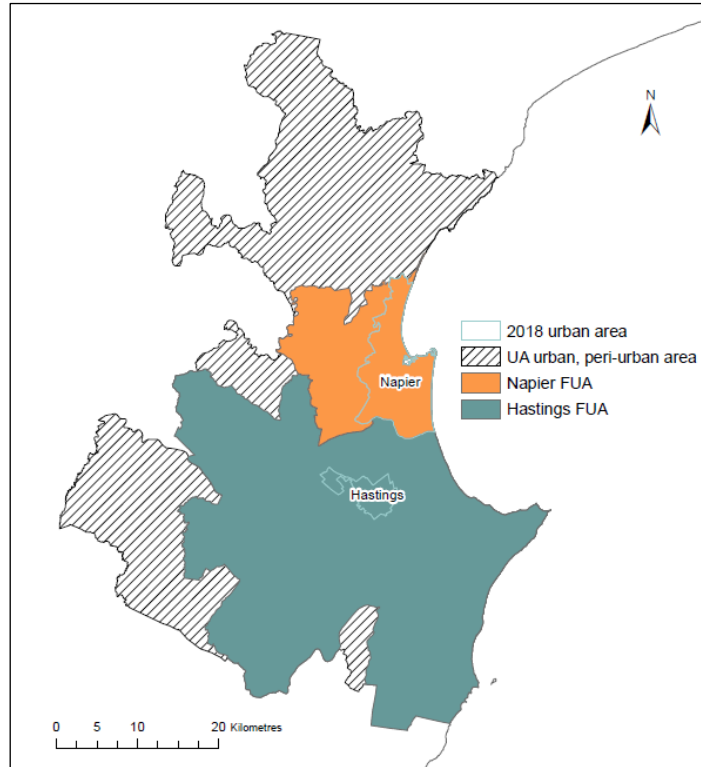 N
2018 urban area
UA urban, peri-urban area
Napier FUA
Hastings FUA
Napier
Hastings
0 5 10 20 Kilometres